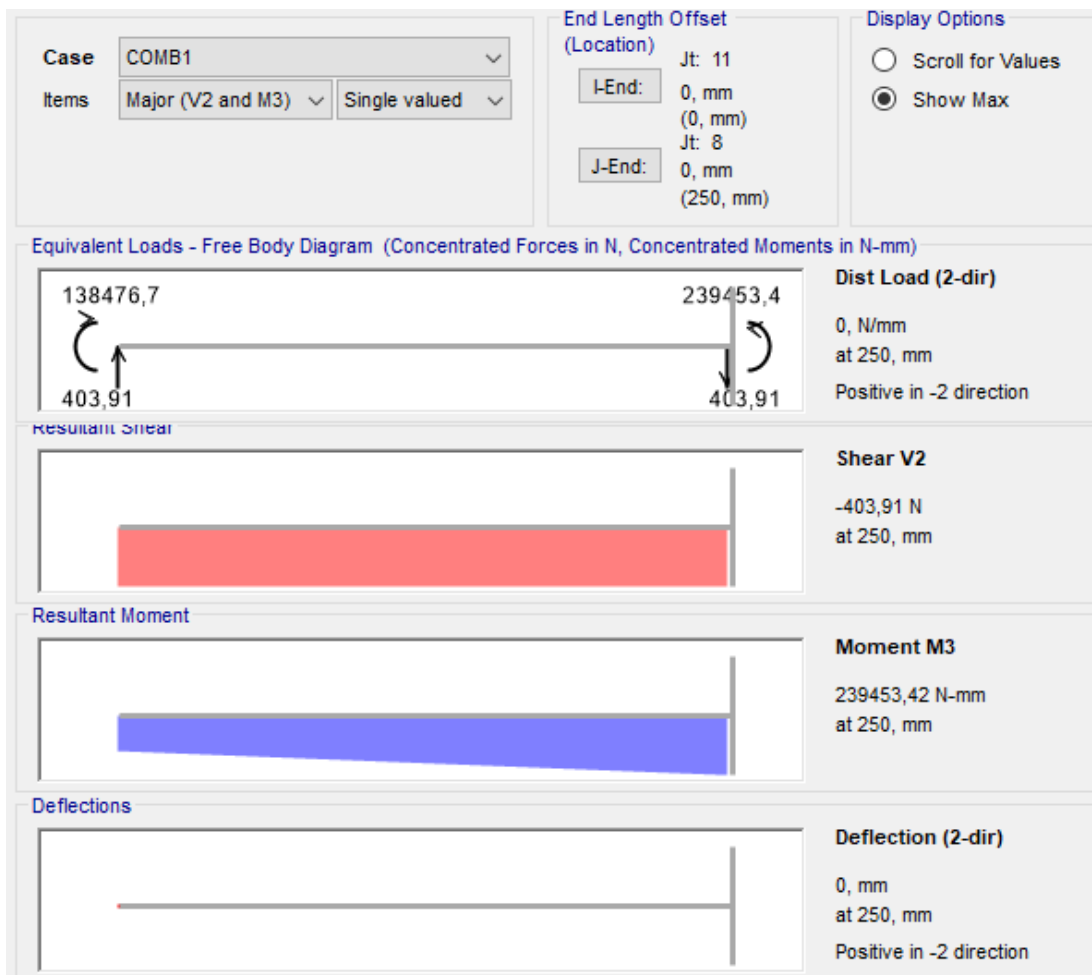 End Length Offset
(Location)
Display Options
Case
COMB1
Items
Major (V2 and M3)
Single valued
I-End:
Jt: 11
0, mm
(0, mm)
J-End:
Jt: 8
0, mm
(250, mm)
Scroll for Values
Show Max
Equivalent Loads - Free Body Diagram (Concentrated Forces in N, Concentrated Moments in N-mm)
138476,7
239453,4
403,91
403,91
Dist Load (2-dir)
0, N/mm
at 250, mm
Positive in -2 direction
Resultant Shear
Shear V2
-403,91 N
at 250, mm
Resultant Moment
Moment M3
239453,42 N-mm
at 250, mm
Deflections
Deflection (2-dir)
0, mm
at 250, mm
Positive in -2 direction